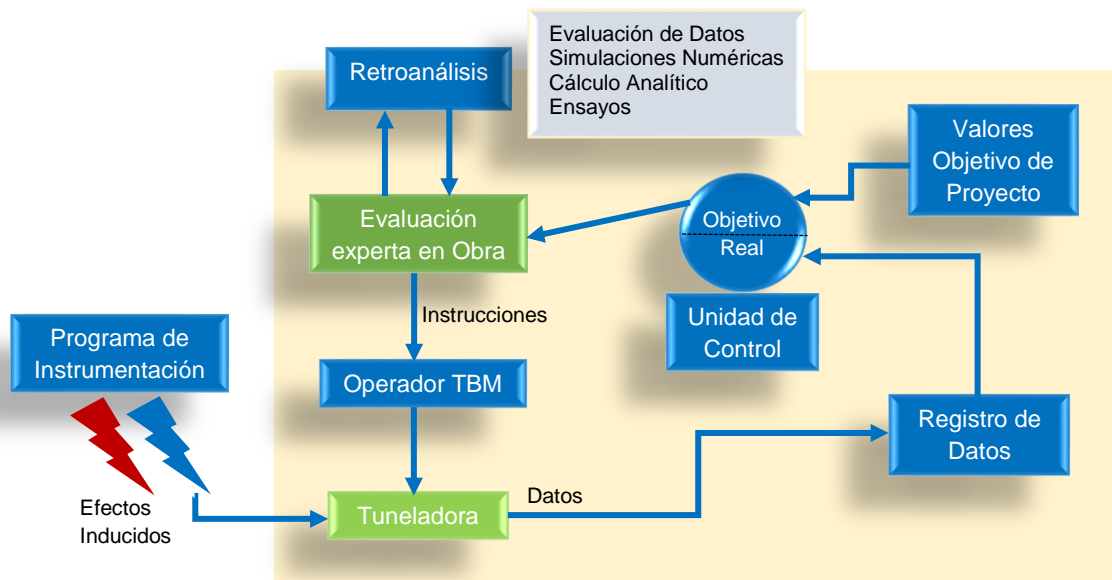 Evaluación de Datos
Simulaciones Numéricas
Cálculo Analítico
Ensayos
Retroanálisis
Valores
Objetivo de
Proyecto
Evaluación
experta en Obra
Objetivo
Real
Instrucciones
Unidad de
Control
Programa de
Instrumentación
Operador TBM
Registro de
Datos
Efectos
Inducidos
Tuneladora
Datos